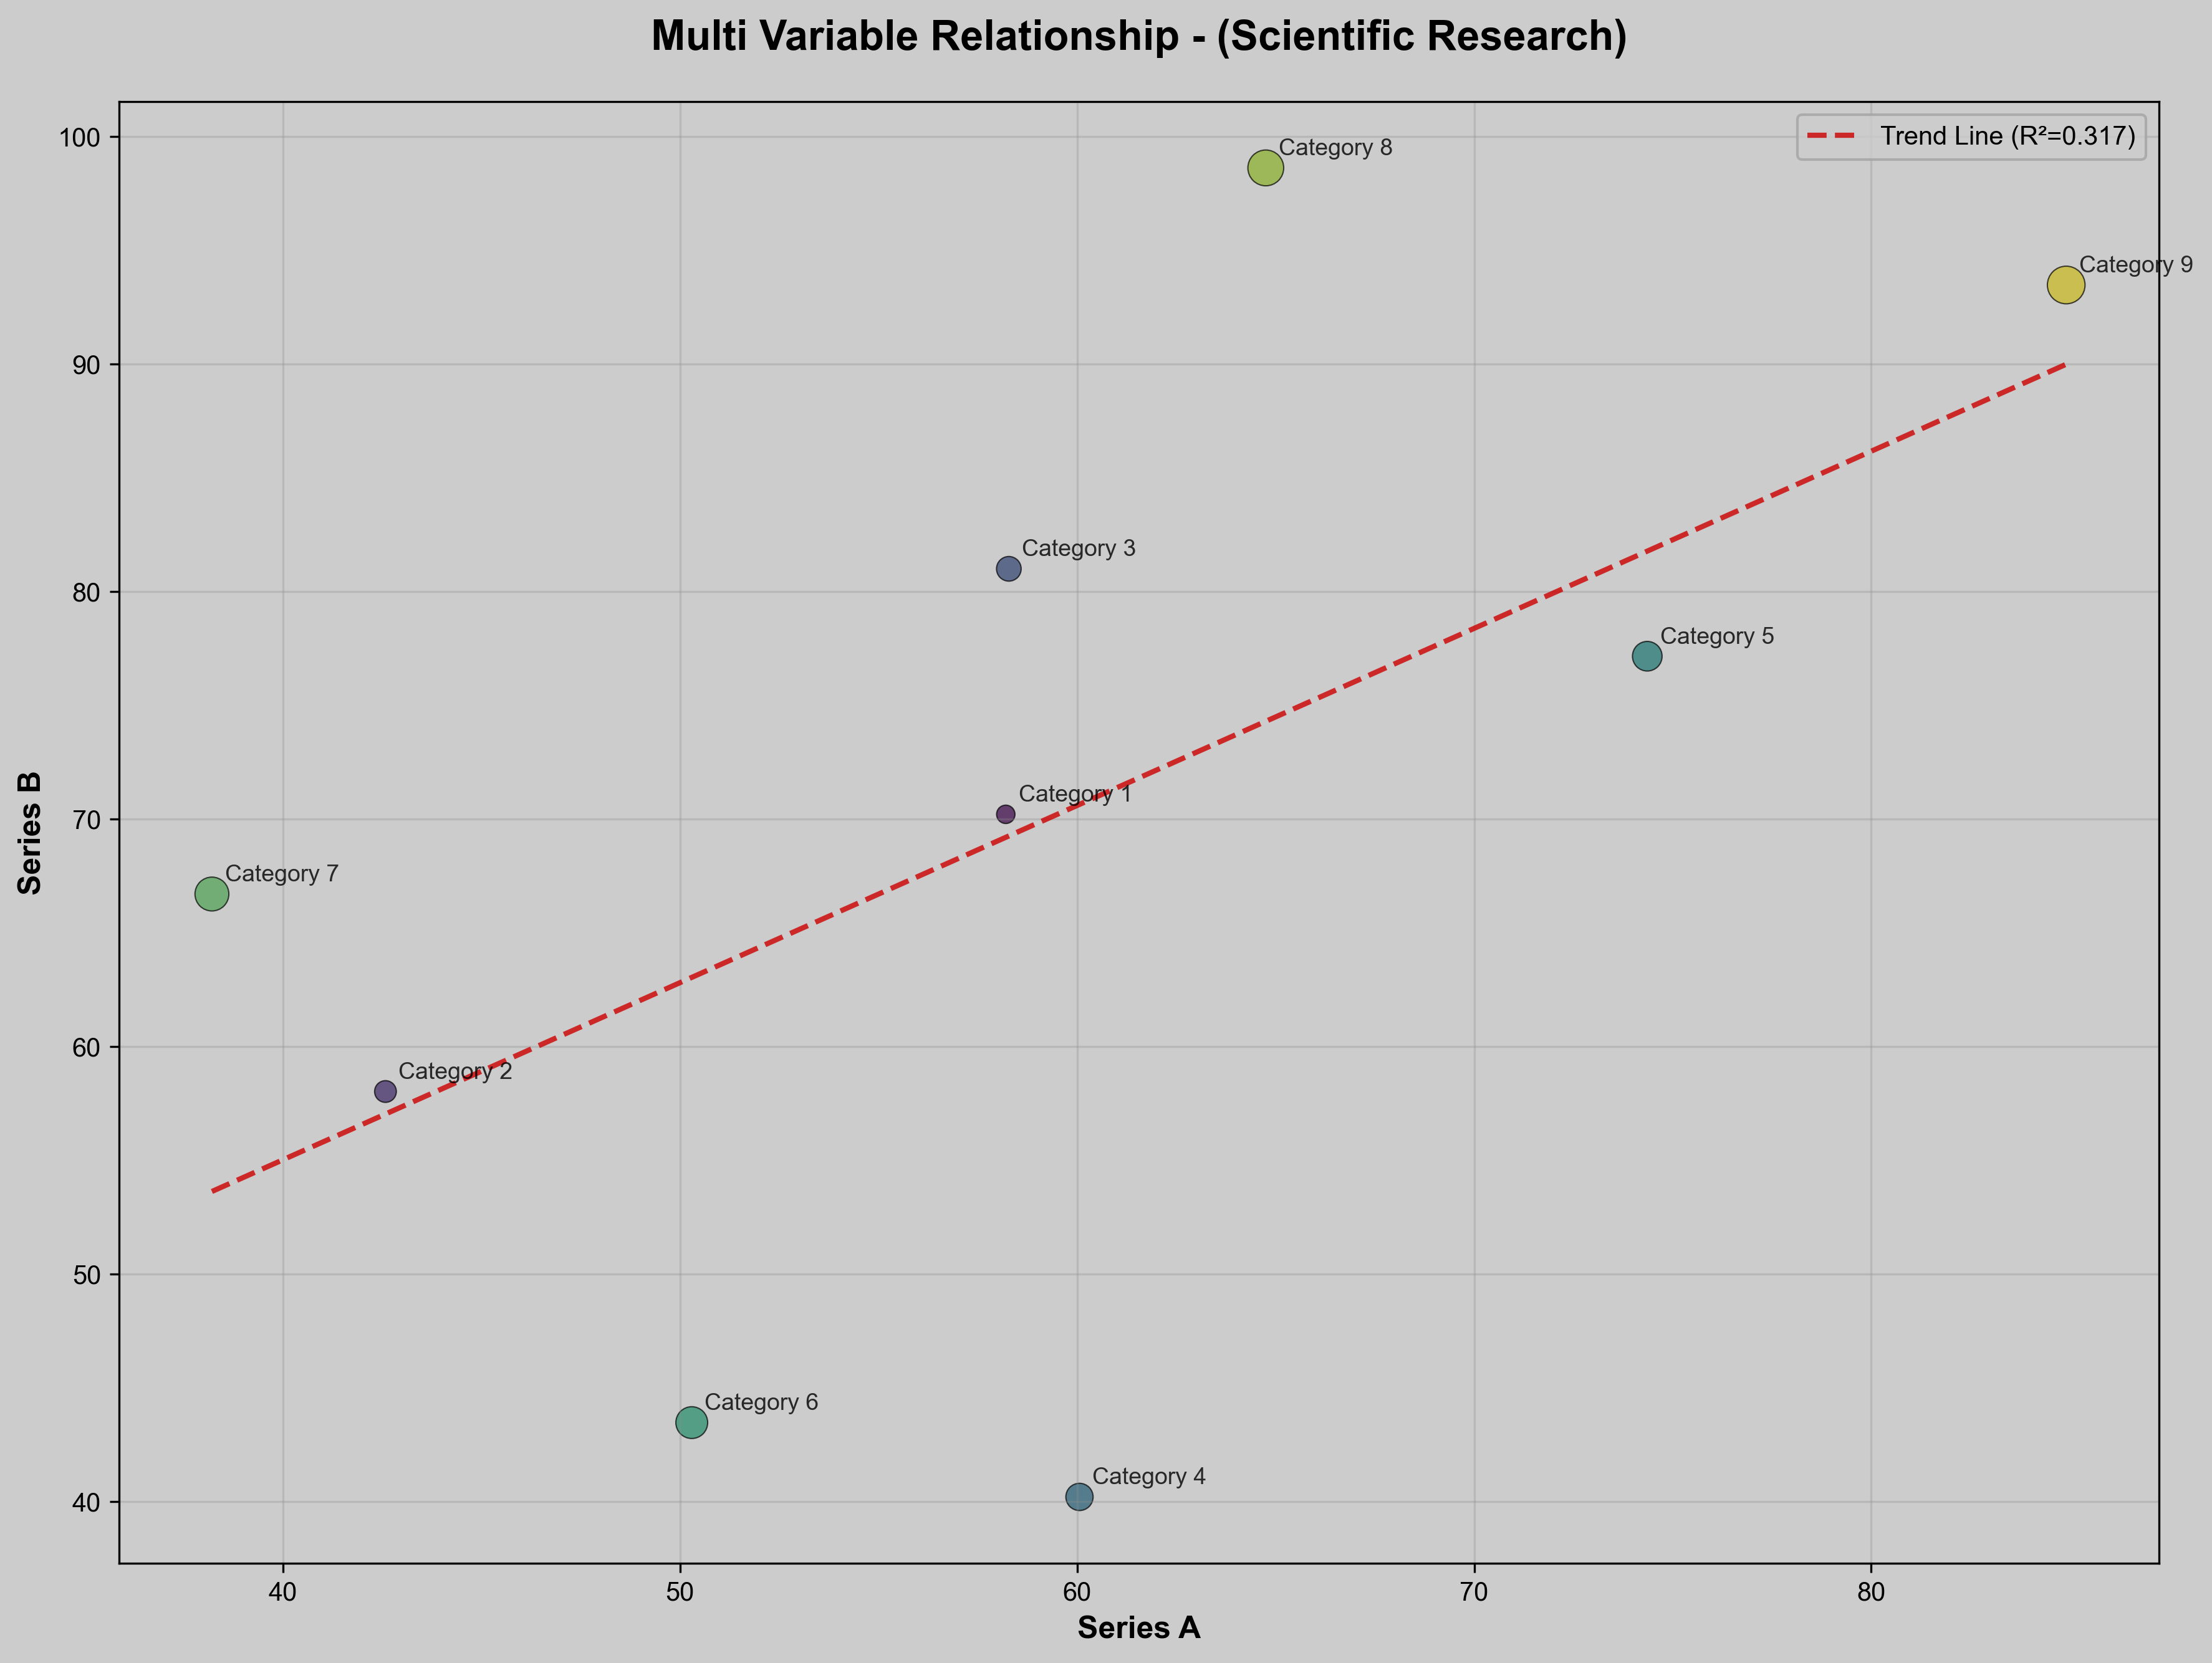 Multi Variable Relationship - (Scientific Research)
Trend Line (R²=0.317)
Category 8
Category 9
Category 3
Category 5
Category 1
Category 7
Category 2
Category 6
Category 4
100
90
80
70
60
50
40
Series B
40
50
60
70
80
Series A